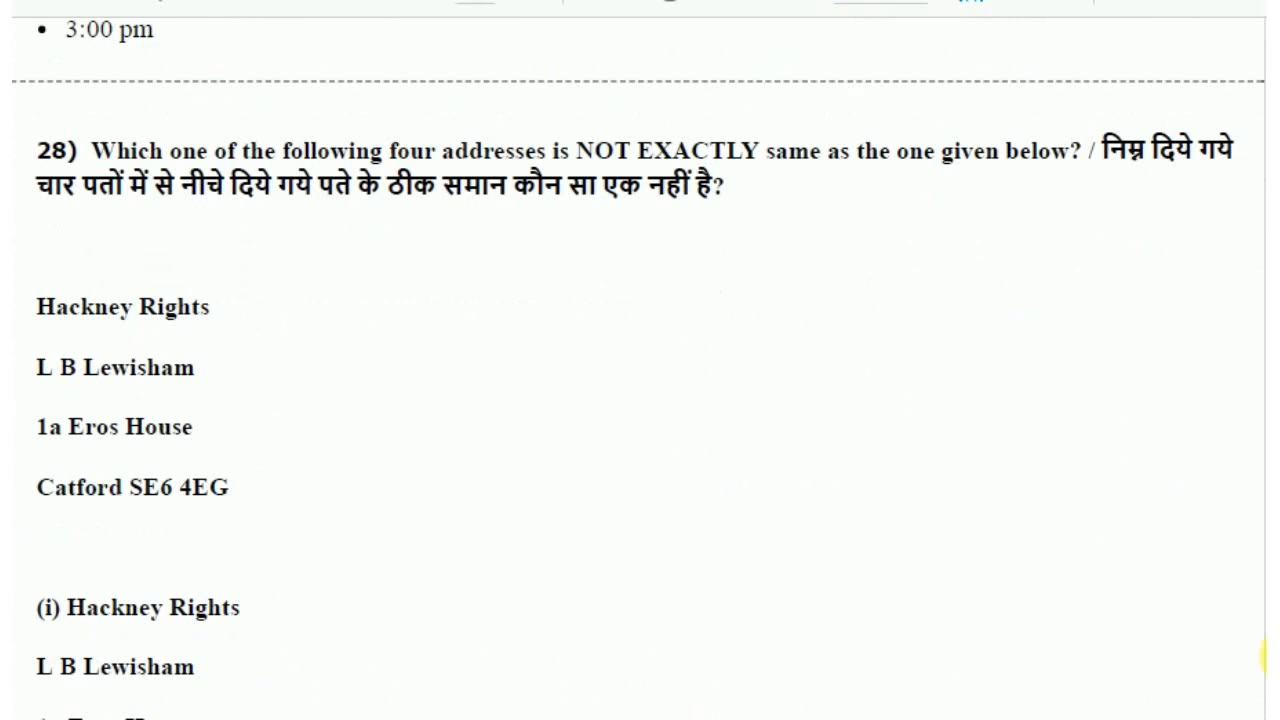 • 3:00 pm
28) Which one of the following four addresses is NOT EXACTLY same as the one given below? / निम्न दिये गये
चार पतों में से नीचे दिये गये पते के ठीक समान कौन सा एक नहीं है?
Hackney Rights
L B Lewisham
1a Eros House
Catford SE6 4EG
(i) Hackney Rights
L B Lewisham